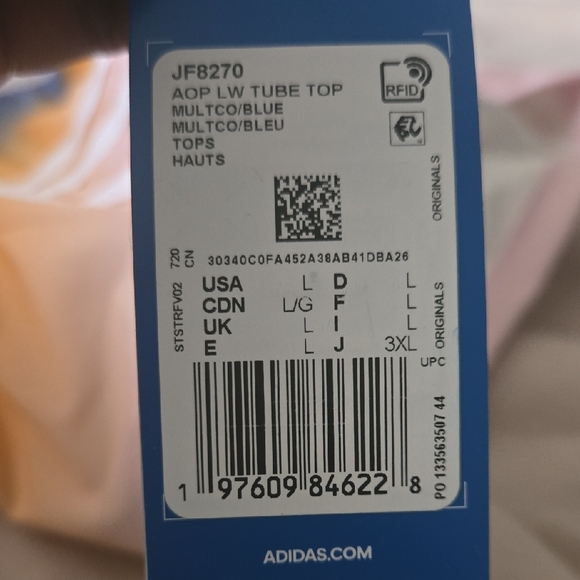 JF8270
AOP LW TUBE TOP
MULTCO/BLUE
MULTCO/BLEU
TOPS
HAUTS
RFID
ORIGINALS
720
CN
30340C0FA452A38AB41DBA26
STSTRFV02
USA L D L
CDN L/G F L
UK L I L
E L J 3XL
ORIGINALS
UPC
PO 133563507 44
1 97609 84622 8
ADIDAS.COM